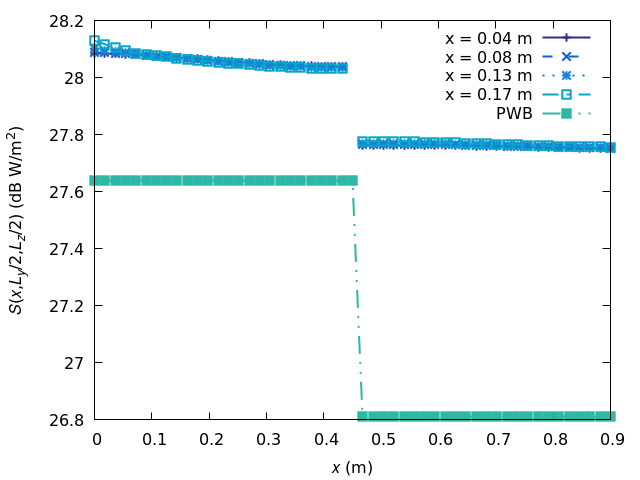 28.2
28
27.8
27.6
27.4
27.2
27
26.8
0 0.1 0.2 0.3 0.4 0.5 0.6 0.7 0.8 0.9
S(x,Ly/2,Lz/2) (dB W/m²)
x (m)
x = 0.04 m
x = 0.08 m
x = 0.13 m
x = 0.17 m
PWB